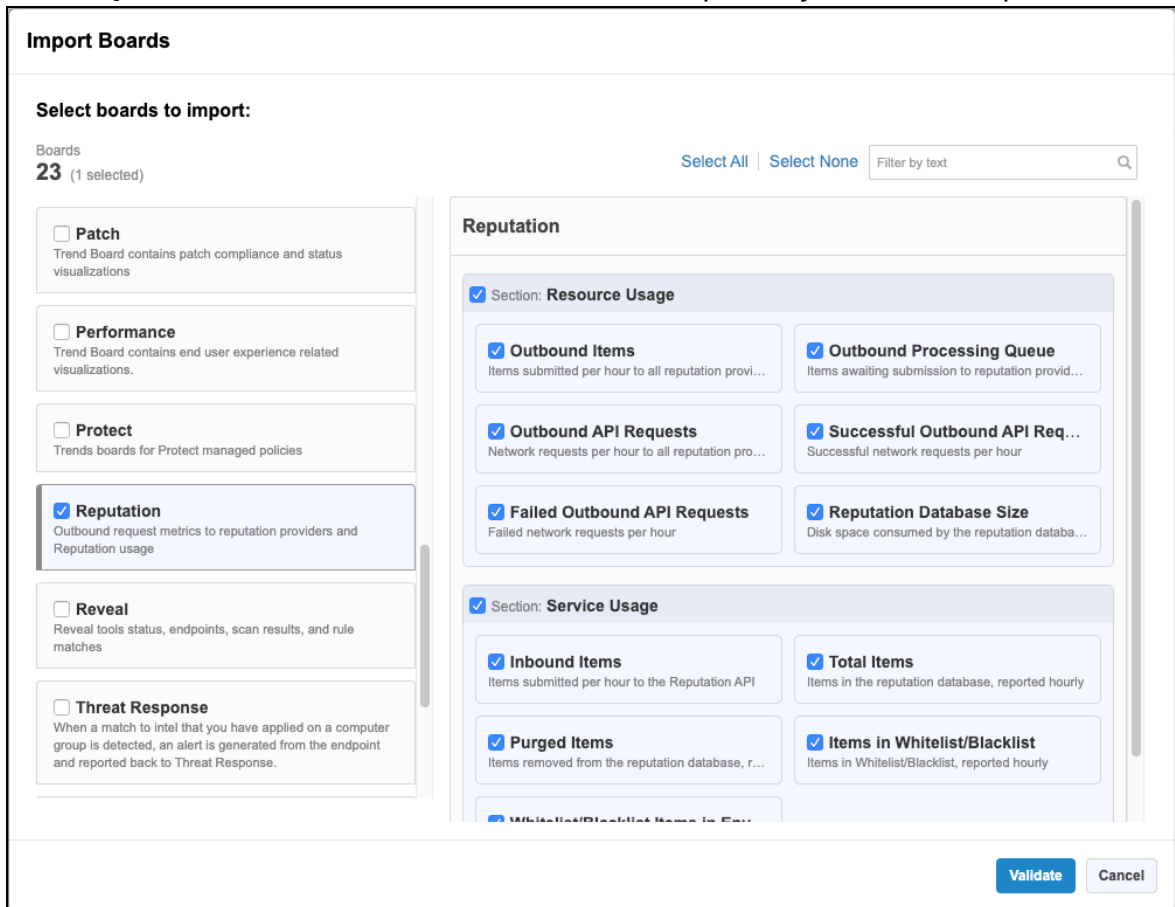 Import Boards
Select boards to import:
Boards
23 (1 selected)
Select All
Select None
Filter by text
Patch
Trend Board contains patch compliance and status
visualizations
Performance
Trend Board contains end user experience related
visualizations.
Protect
Trends boards for Protect managed policies
Reputation
Outbound request metrics to reputation providers and
Reputation usage
Reveal
Reveal tools status, endpoints, scan results, and rule
matches
Threat Response
When a match to intel that you have applied on a computer
group is detected, an alert is generated from the endpoint
and reported back to Threat Response.
Reputation
Section: Resource Usage
Outbound Items
Items submitted per hour to all reputation provi...
Outbound Processing Queue
Items awaiting submission to reputation provid...
Outbound API Requests
Network requests per hour to all reputation pro...
Successful Outbound API Req...
Successful network requests per hour
Failed Outbound API Requests
Failed network requests per hour
Reputation Database Size
Disk space consumed by the reputation databa...
Section: Service Usage
Inbound Items
Items submitted per hour to the Reputation API
Total Items
Items in the reputation database, reported hourly
Purged Items
Items removed from the reputation database, r...
Items in Whitelist/Blacklist
Items in Whitelist/Blacklist, reported hourly
Whitelist/Blacklist Items in Env
Validate
Cancel